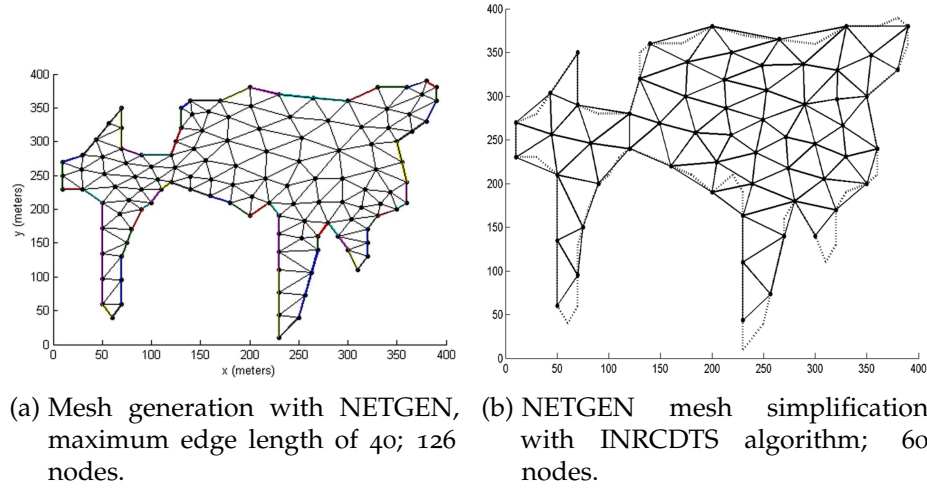 400
350
300
250
200
150
100
50
0
y (meters)
0 50 100 150 200 250 300 350 400
x (meters)
400
350
300
250
200
150
100
50
0
0 50 100 150 200 250 300 350 400
(a) Mesh generation with NETGEN,
maximum edge length of 40; 126
nodes.
(b) NETGEN mesh simplification
with INRCDTS algorithm; 60
nodes.